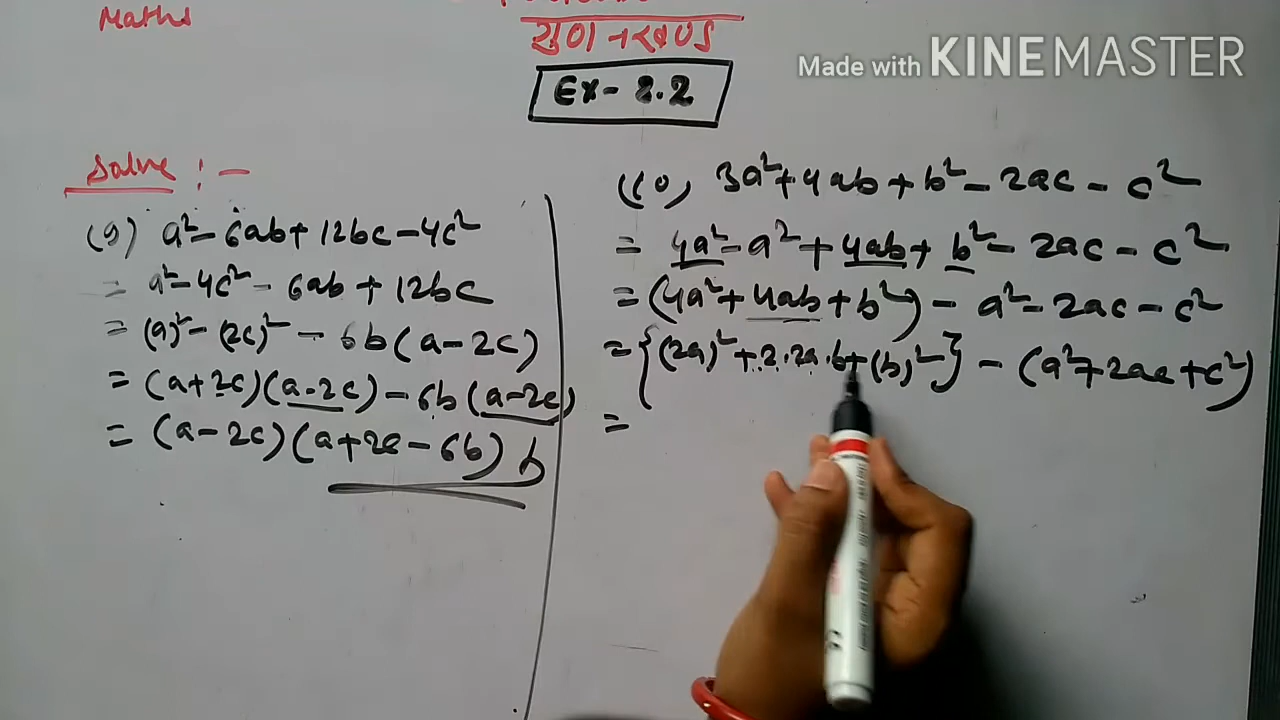 Maths
गुणनखण्ड
Made with KINEMASTER
Ex- 2.2
Solve :-
(9) a²- 6ab+ 12bc - 4c²
= a²- 4c² - 6ab + 12bc
= (a)² - (2c)² - 6b(a-2c)
= (a+2c)(a-2c) - 6b(a-2c)
= (a-2c)(a+2c-6b) b
(10) 3a²+4ab+b²-2ac-c²
= 4a²-a²+4ab+b²-2ac-c²
= (4a²+4ab+b²)-a²-2ac-c²
= {(2a)²+2.2a.b+(b)²} - (a²+2ac+c²)
=